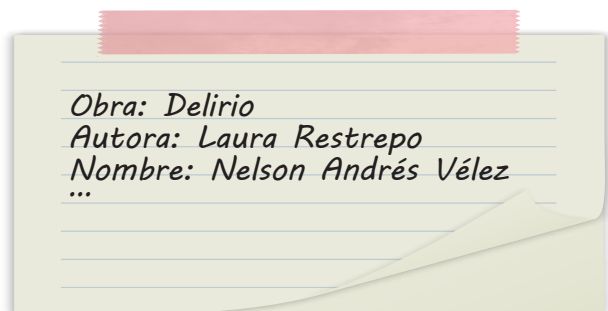 Obra: Delirio
Autora: Laura Restrepo
Nombre: Nelson Andrés Vélez
...